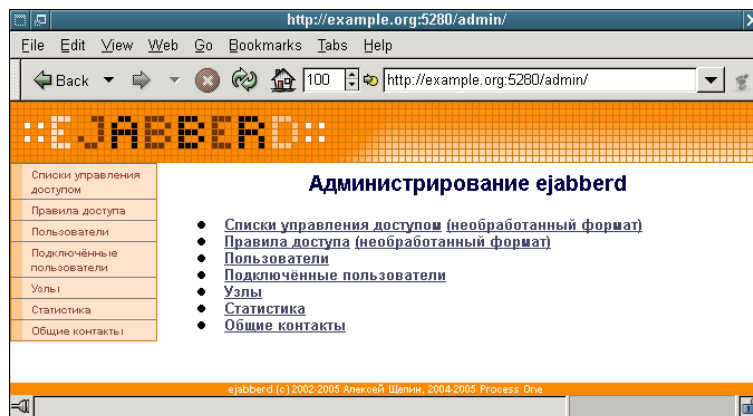 http://example.org:5280/admin/
File Edit View Web Go Bookmarks Tabs Help
Back 100 http://example.org:5280/admin/
::EJABBERD::
Списки управления
доступом
Правила доступа
Пользователи
Подключённые
пользователи
Узлы
Статистика
Общие контакты
Администрирование ejabberd
Списки управления доступом (необработанный формат)
Правила доступа (необработанный формат)
Пользователи
Подключённые пользователи
Узлы
Статистика
Общие контакты
ejabberd (c) 2002-2005 Алексей Щепин, 2004-2005 Process One